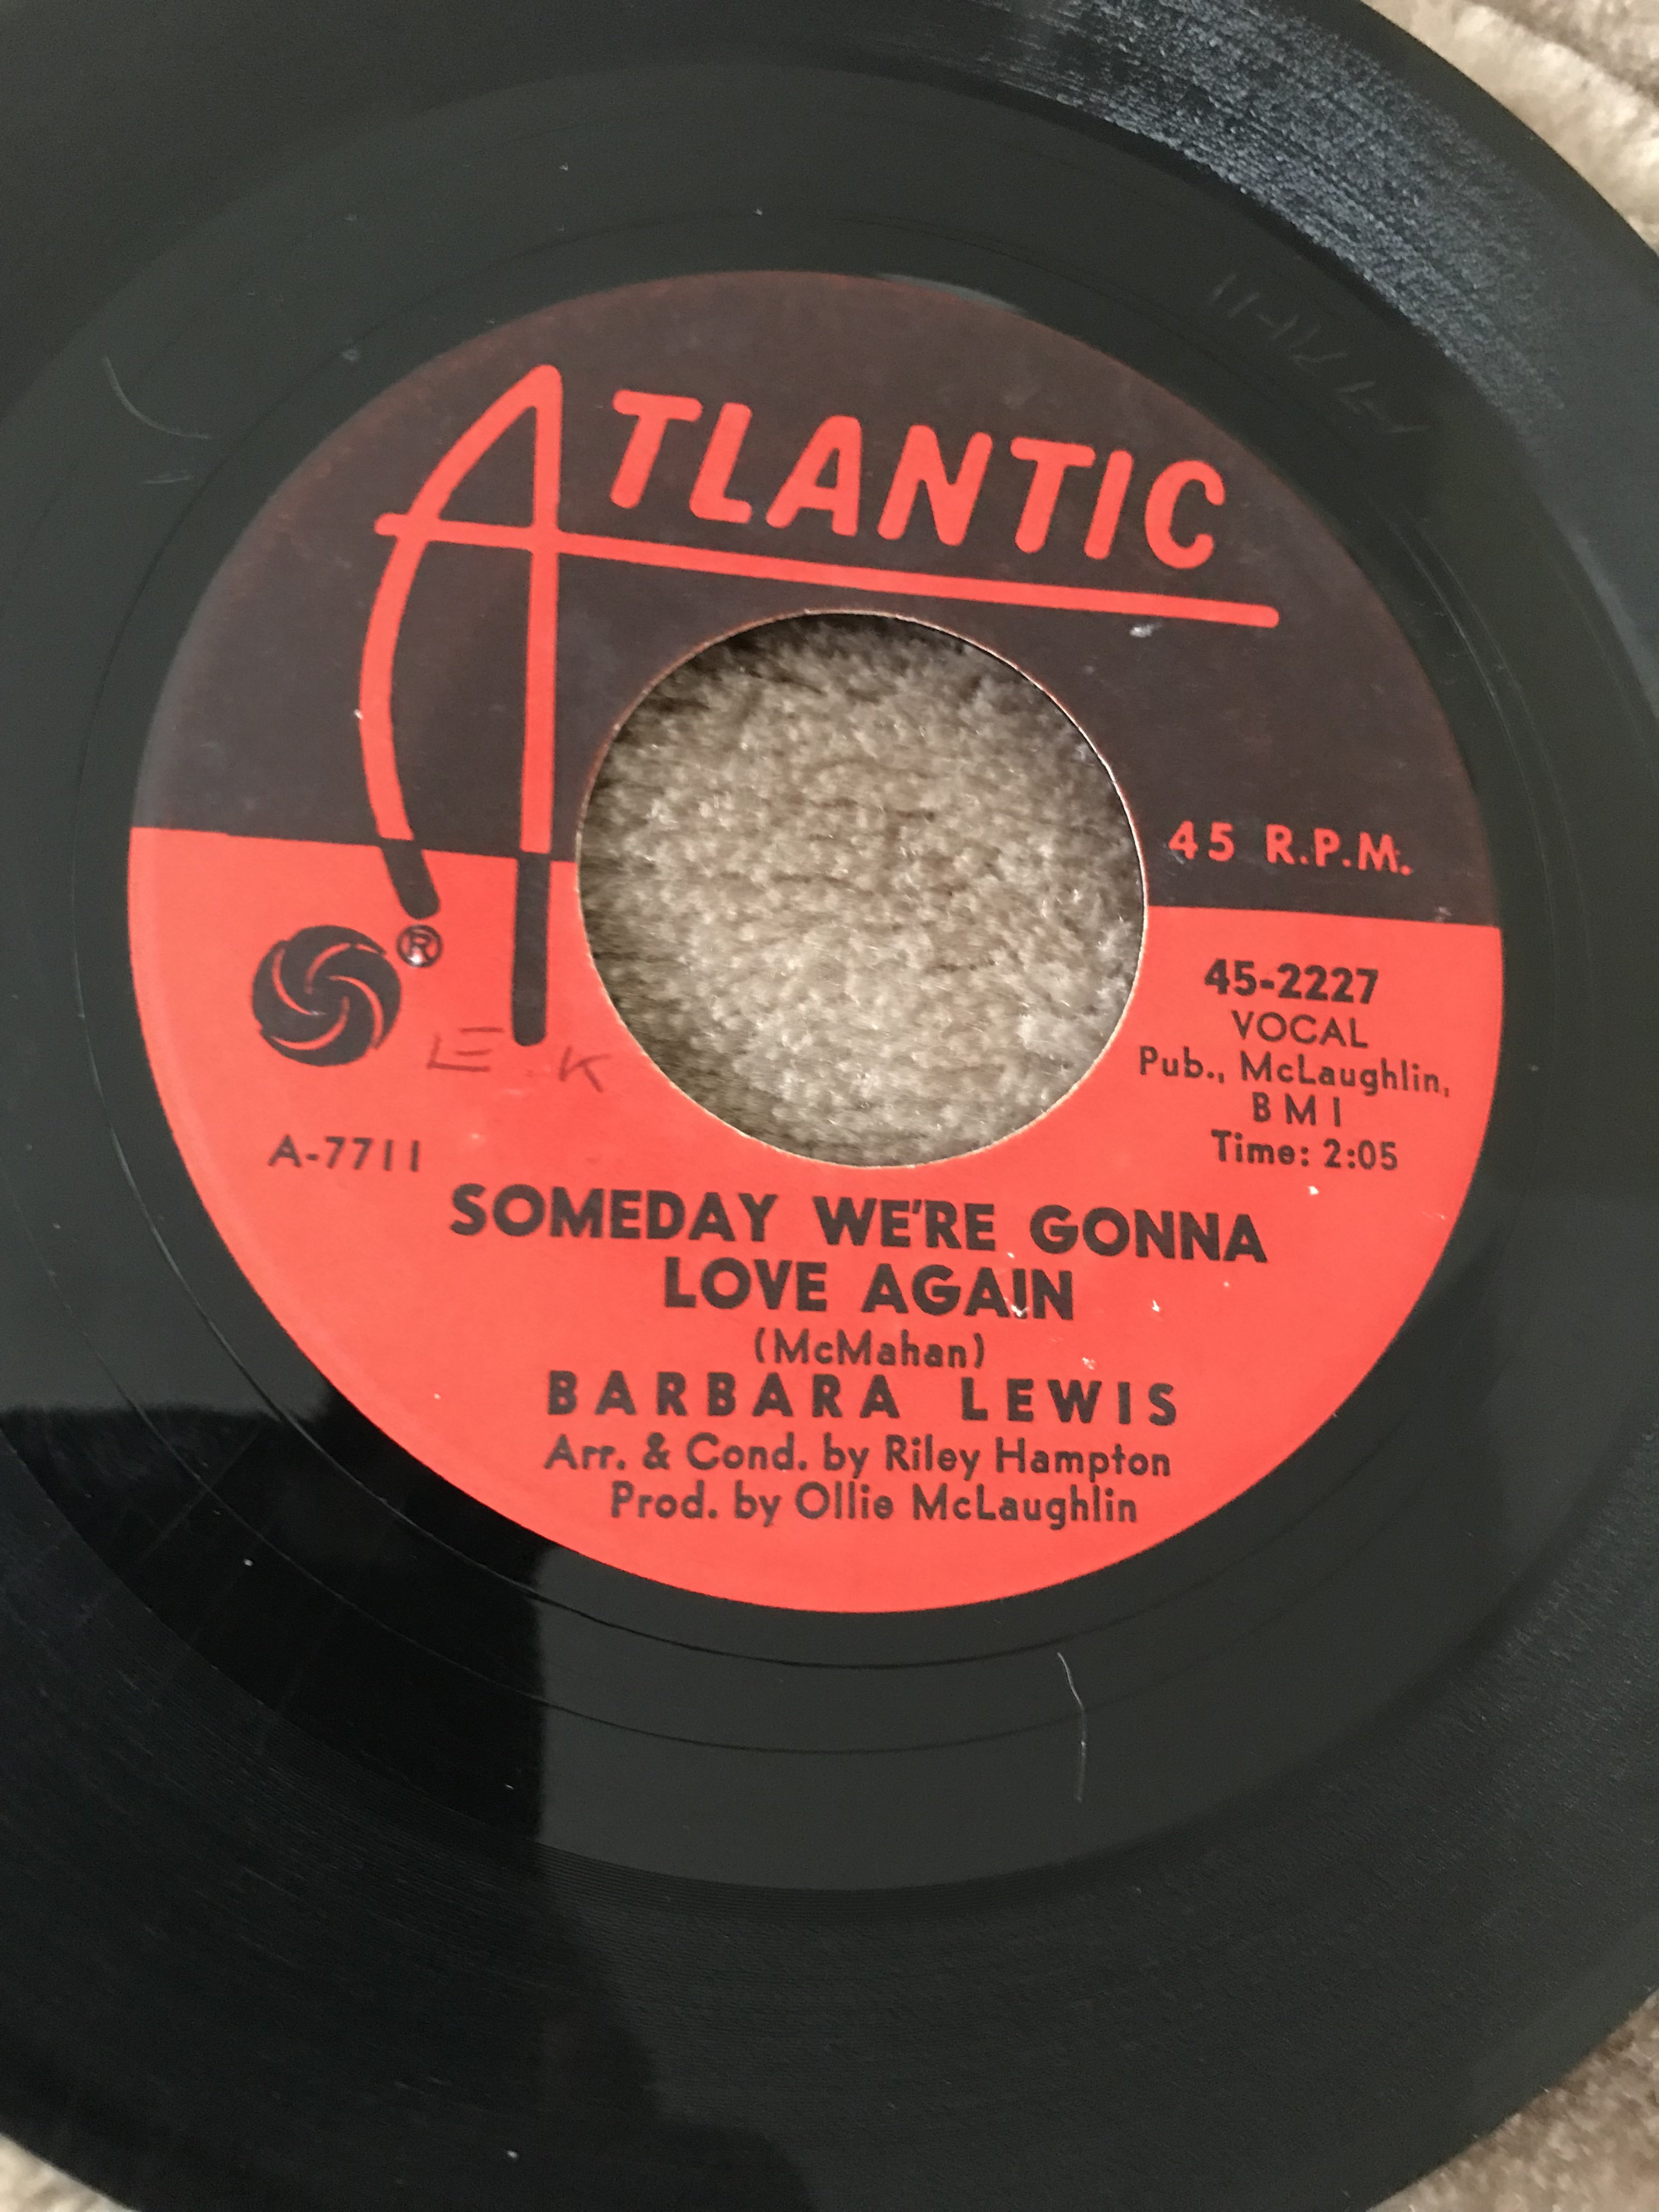 ATLANTIC
45 R.P.M.
®
45-2227
VOCAL
Pub., McLaughlin,
BMI
Time: 2:05
L E K
A-7711
SOMEDAY WE'RE GONNA
LOVE AGAIN
(McMahan)
BARBARA LEWIS
Arr. & Cond. by Riley Hampton
Prod. by Ollie McLaughlin